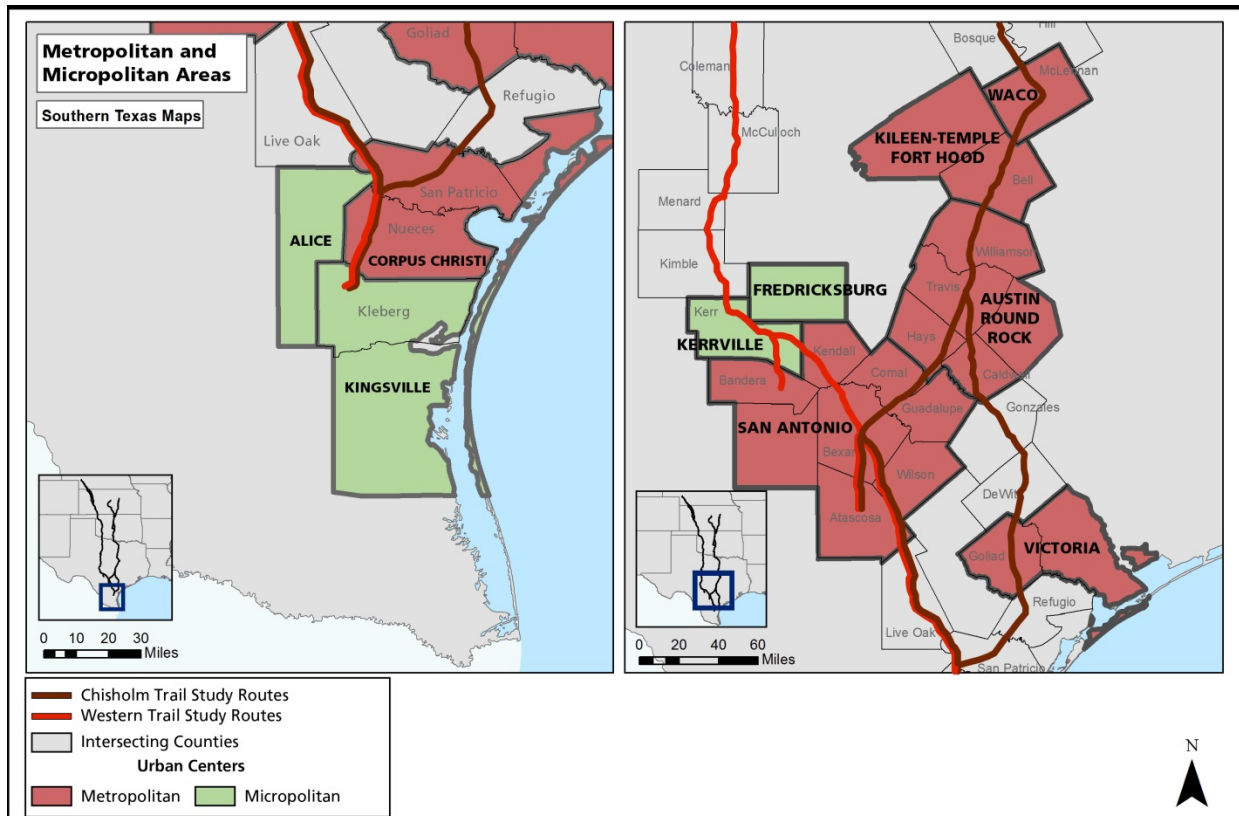 Metropolitan and
Micropolitan Areas
Southern Texas Maps
Goliad
Refugio
Live Oak
San Patricio
Nueces
ALICE
CORPUS CHRISTI
Kleberg
KINGSVILLE
0 10 20 30
Miles
Bosque
Hill
Coleman
McLennan
WACO
McCulloch
KILEEN-TEMPLE
FORT HOOD
Bell
Menard
Williamson
Kimble
Travis
FREDRICKSBURG
AUSTIN
ROUND
ROCK
Kerr
Hays
KERRVILLE
Kendall
Comal
Caldwell
Bandera
Guadalupe
Gonzales
SAN ANTONIO
Bexar
Wilson
DeWitt
Atascosa
Goliad
VICTORIA
Refugio
Live Oak
San Patricio
0 20 40 60
Miles
Chisholm Trail Study Routes
Western Trail Study Routes
Intersecting Counties
Urban Centers
Metropolitan
Micropolitan
N